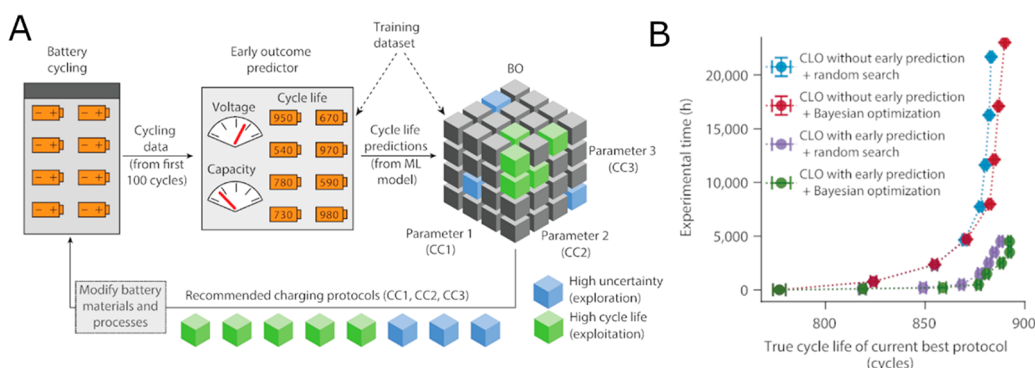 A
Battery
cycling
Cycling
data
(from first
100 cycles)
Early outcome
predictor
Voltage
Capacity
Cycle life
950 670
540 970
780 590
730 980
Training
dataset
Cycle life
predictions
(from ML
model)
BO
Parameter 3
(CC3)
Parameter 1
(CC1)
Parameter 2
(CC2)
Modify battery
materials and
processes
Recommended charging protocols (CC1, CC2, CC3)
High uncertainty
(exploration)
High cycle life
(exploitation)
B
Experimental time (h)
20,000
15,000
10,000
5,000
0
CLO without early prediction
+ random search
CLO without early prediction
+ Bayesian optimization
CLO with early prediction
+ random search
CLO with early prediction
+ Bayesian optimization
800 850 900
True cycle life of current best protocol
(cycles)